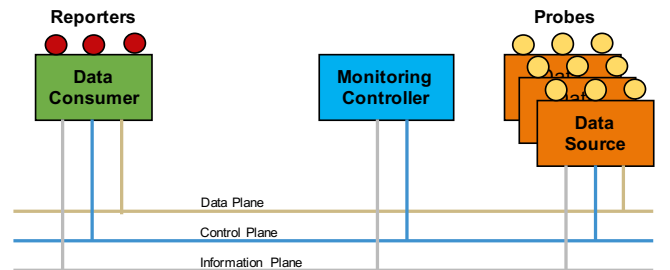 Reporters
Probes
Data
Consumer
Monitoring
Controller
Data
Source
Data Plane
Control Plane
Information Plane